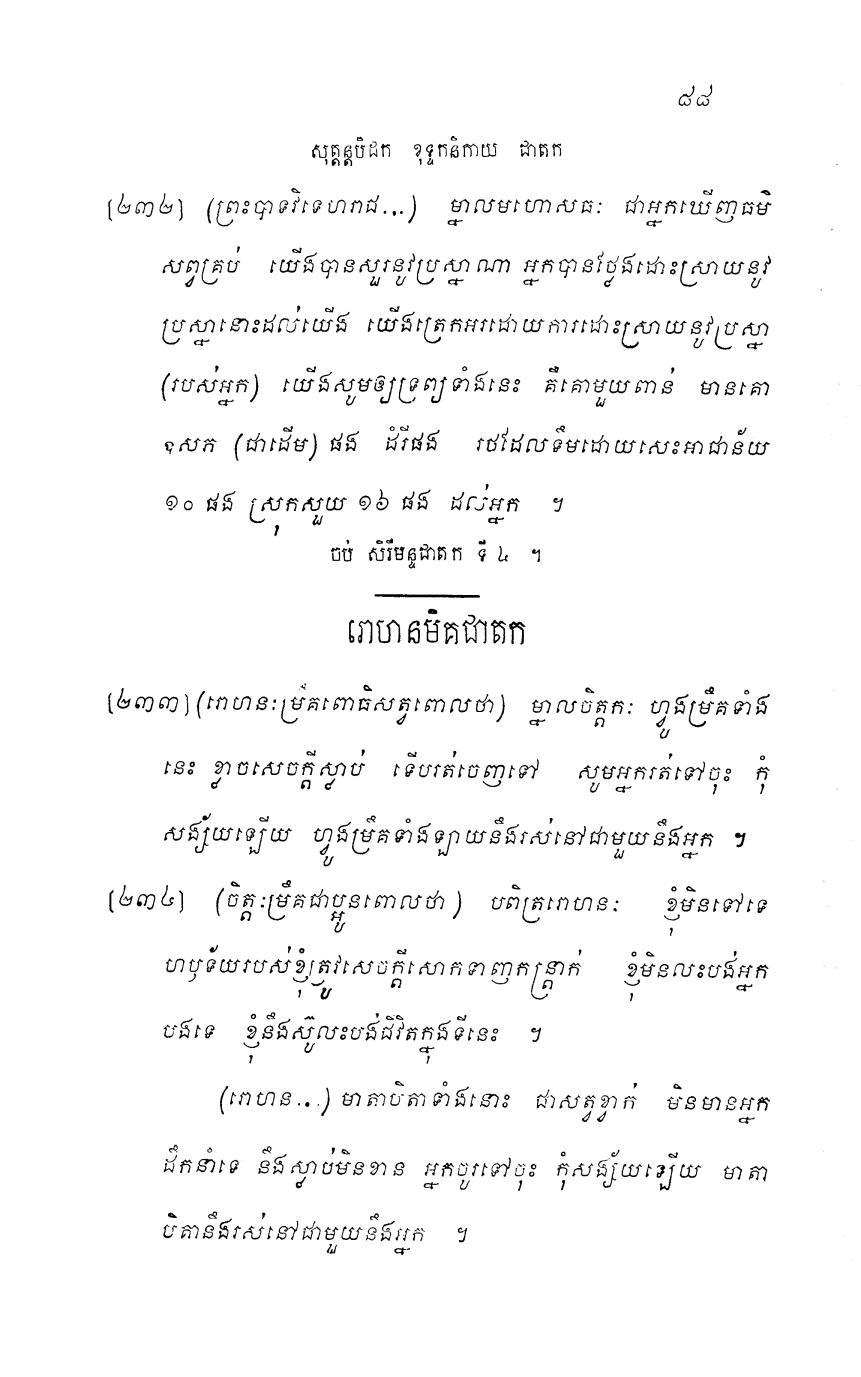 ៨៨
សុត្តន្តបិដក ខុទ្ទកនិកាយ ជាតក
[២៣២] (ព្រះបាទវិទេហរាជ...) ម្នាលមហោសធៈ ជាអ្នកឃើញធម៌
សព្វគ្រប់ យើងបានសួរនូវប្រស្នាណា អ្នកបានថ្លែងដោះស្រាយនូវ
ប្រស្នានោះដល់យើង យើងត្រេកអរដោយការដោះស្រាយនូវប្រស្នា
(របស់អ្នក) យើងសូមឲ្យទ្រព្យទាំងនេះ គឺគោមួយពាន់ មានគោ
ឧសភ (ជាដើម) ផង ដំរីផង រថដែលទឹមដោយសេះអាជាន័យ
១០ ផង ស្រុកសួយ ១៦ ផង ដល់អ្នក ។
ចប់ សិរីមន្ទជាតក ទី ៤ ។
រោហនមិគជាតក
[២៣៣] (រោហនៈម្រឹគពោធិសត្វពោលថា) ម្នាលចិត្តកៈ ហ្វូងម្រឹគទាំង
នេះ ខ្លាចសេចក្តីស្លាប់ ទើបរត់ចេញទៅ សូមអ្នករត់ទៅចុះ កុំ
សង្ស័យឡើយ ហ្វូងម្រឹគទាំងឡាយនឹងរស់នៅជាមួយនឹងអ្នក ។
[២៣៤] (ចិត្តៈម្រឹគជាប្អូនពោលថា) បពិត្ររោហនៈ ខ្ញុំមិនទៅទេ
ហឫទ័យរបស់ខ្ញុំត្រូវសេចក្តីសោកទាញកន្ត្រាក់ ខ្ញុំមិនលះបង់អ្នក
បងទេ ខ្ញុំនឹងស៊ូលះបង់ជីវិតក្នុងទីនេះ ។
(រោហន...) មាតាបិតាទាំងនោះ ជាសត្វខ្វាក់ មិនមានអ្នក
ដឹកនាំទេ នឹងស្លាប់មិនខាន អ្នកចូរទៅចុះ កុំសង្ស័យឡើយ មាតា
បិតានឹងរស់នៅជាមួយនឹងអ្នក ។